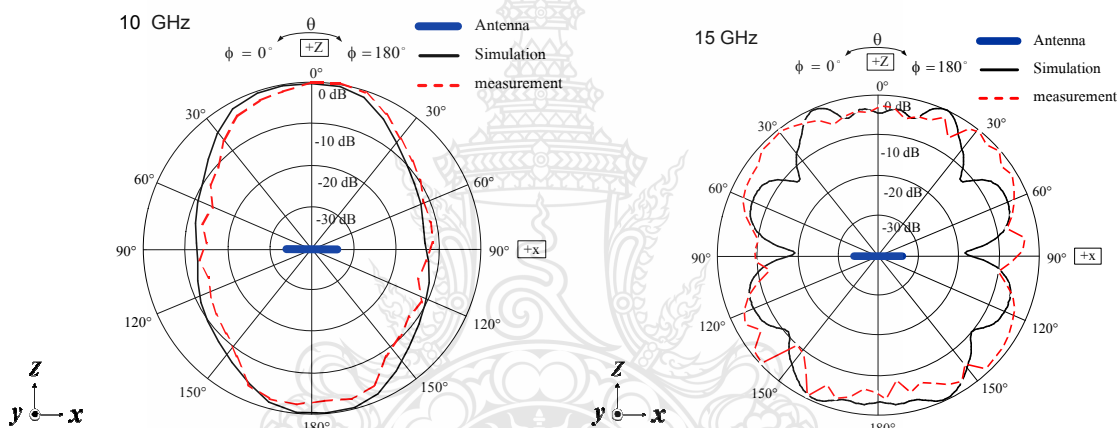 10 GHz
θ
ϕ = 0° +Z ϕ = 180°
Antenna
Simulation
measurement
0°
0 dB
30° 30°
-10 dB
60° 60°
-20 dB
-30 dB
90° 90° +x
120° 120°
150° 150°
180°
z
y x
15 GHz
θ
ϕ = 0° +Z ϕ = 180°
Antenna
Simulation
measurement
0°
0 dB
30° 30°
-10 dB
60° 60°
-20 dB
-30 dB
90° 90° +x
120° 120°
150° 150°
180°
z
y x